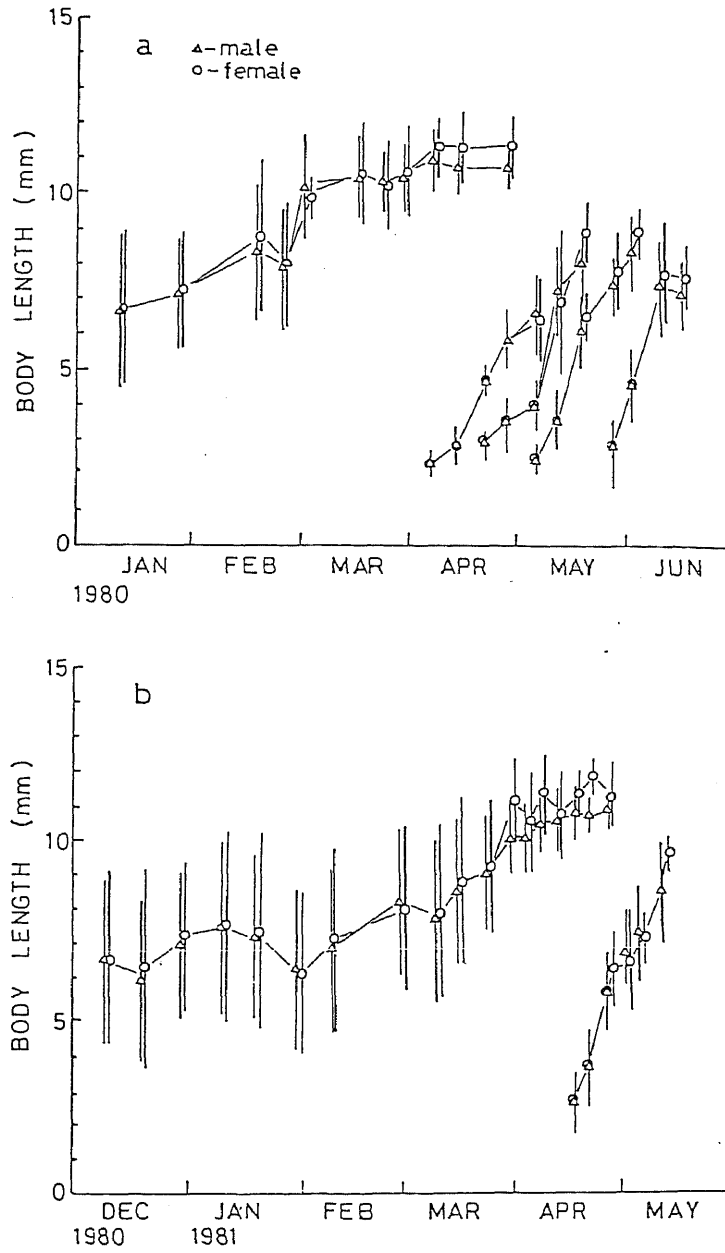 15
a
▵-male
○-female
10
BODY LENGTH (mm)
5
0
JAN FEB MAR APR MAY JUN
1980
15
b
10
BODY LENGTH (mm)
5
0
DEC JAN FEB MAR APR MAY
1980 1981